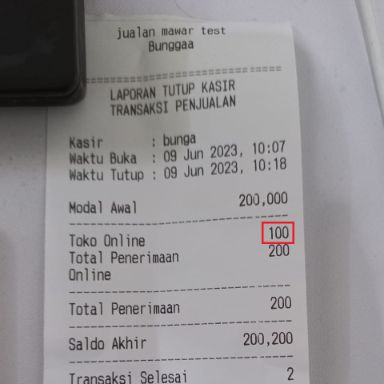 jualan mawar test
Bunggaa
================================
LAPORAN TUTUP KASIR
TRANSAKSI PENJUALAN
Kasir : bunga
Waktu Buka : 09 Jun 2023, 10:07
Waktu Tutup : 09 Jun 2023, 10:18
Modal Awal 200,000
--------------------------------
Toko Online 100
Total Penerimaan 200
Online
--------------------------------
Total Penerimaan 200
--------------------------------
Saldo Akhir 200,200
--------------------------------
Transaksi Selesai 2